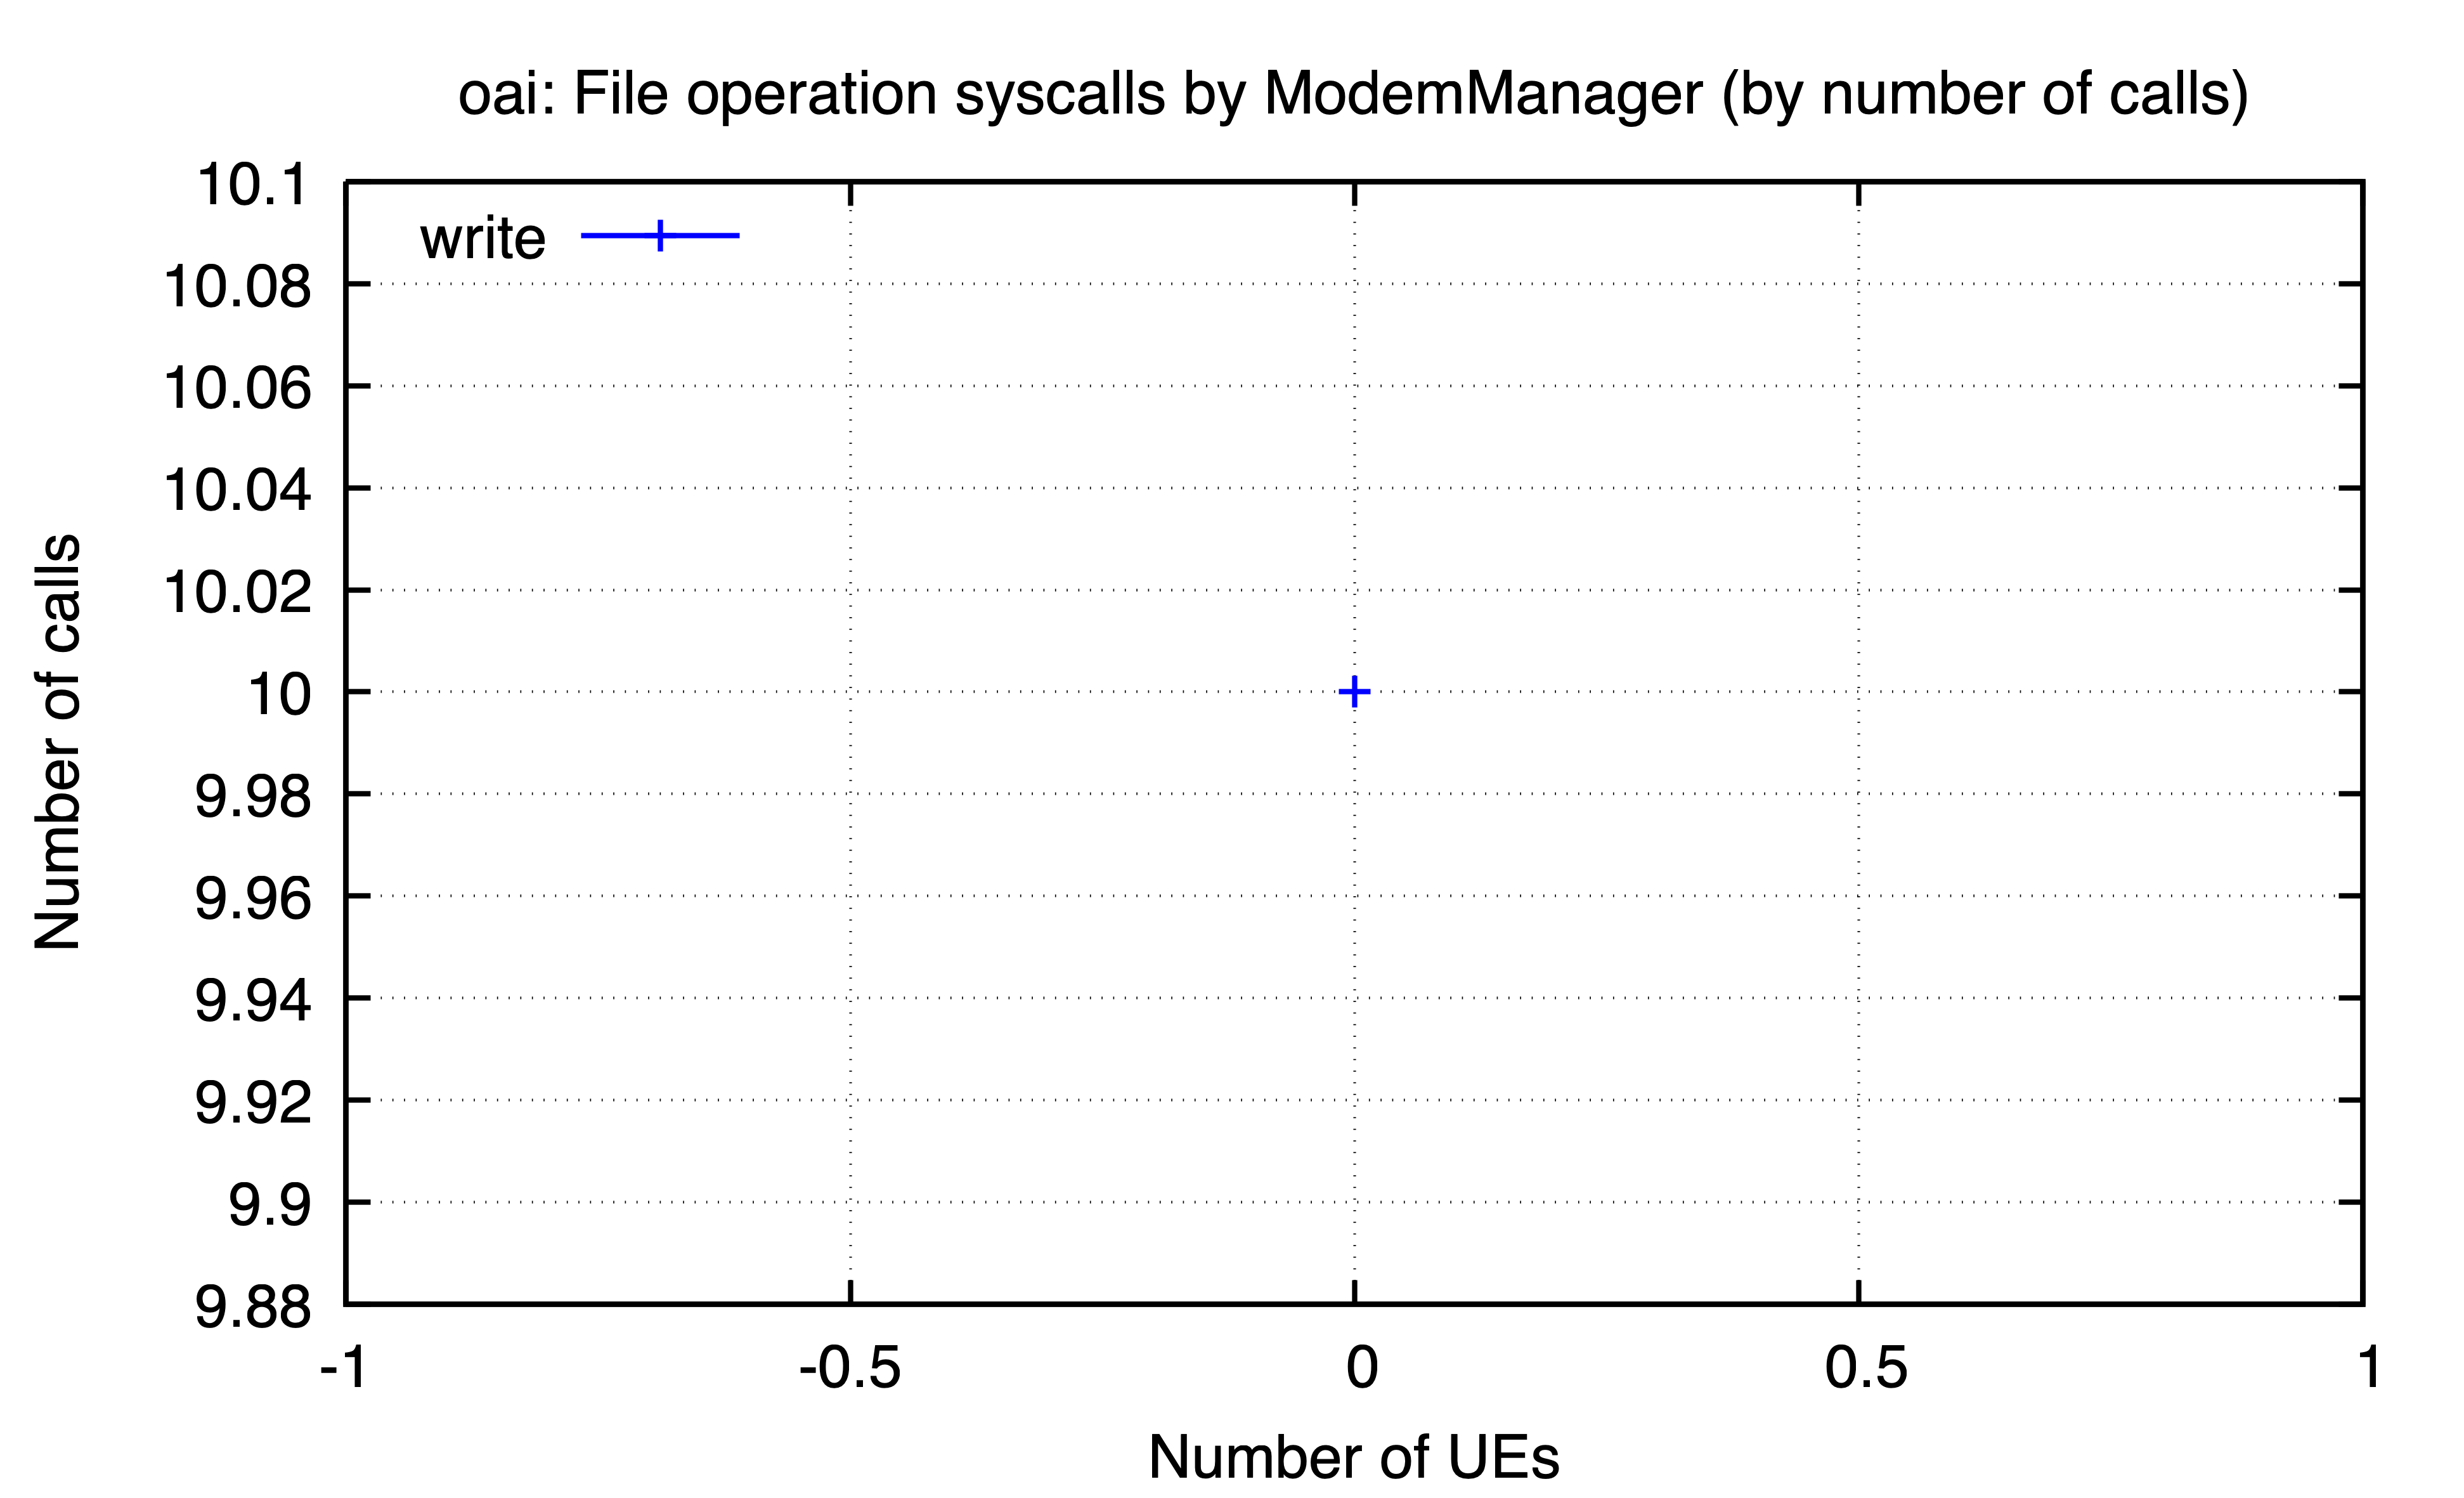 oai: File operation syscalls by ModemManager (by number of calls)
10.1
write
10.08
10.06
10.04
10.02
10
9.98
9.96
9.94
9.92
9.9
9.88
Number of calls
-1 -0.5 0 0.5 1
Number of UEs